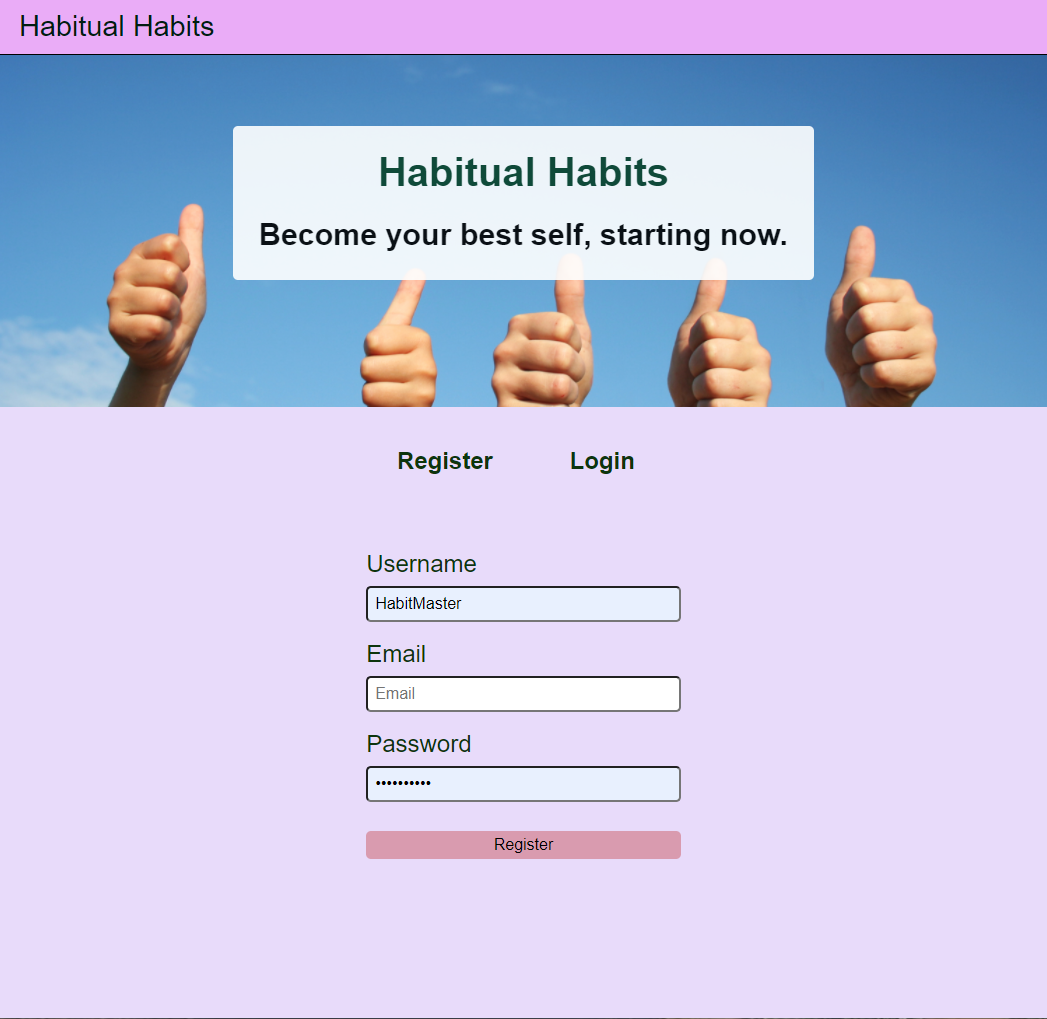 Habitual Habits
Habitual Habits
Become your best self, starting now.
Register Login
Username
HabitMaster
Email
Email
Password
••••••••••
Register